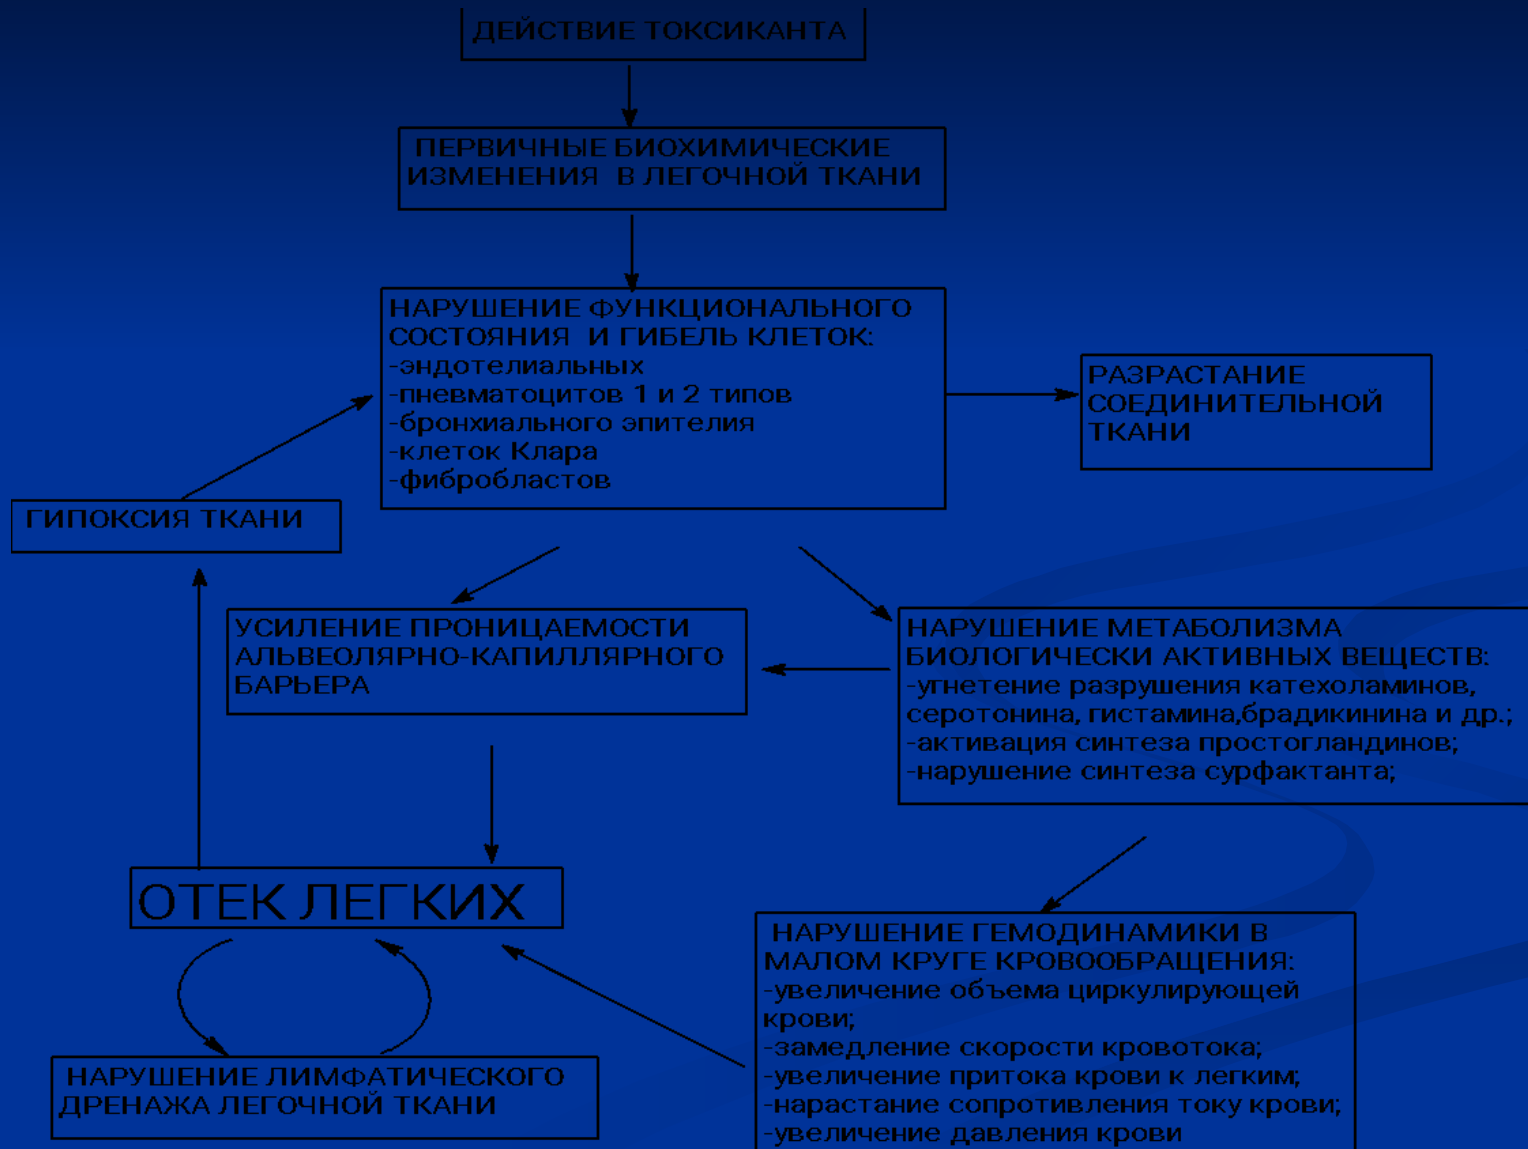 ДЕЙСТВИЕ ТОКСИКАНТА
ПЕРВИЧНЫЕ БИОХИМИЧЕСКИЕ
ИЗМЕНЕНИЯ В ЛЕГОЧНОЙ ТКАНИ
НАРУШЕНИЕ ФУНКЦИОНАЛЬНОГО
СОСТОЯНИЯ И ГИБЕЛЬ КЛЕТОК:
-эндотелиальных
-пневматоцитов 1 и 2 типов
-бронхиального эпителия
-клеток Клара
-фибробластов
РАЗРАСТАНИЕ
СОЕДИНИТЕЛЬНОЙ
ТКАНИ
ГИПОКСИЯ ТКАНИ
УСИЛЕНИЕ ПРОНИЦАЕМОСТИ
АЛЬВЕОЛЯРНО-КАПИЛЛЯРНОГО
БАРЬЕРА
НАРУШЕНИЕ МЕТАБОЛИЗМА
БИОЛОГИЧЕСКИ АКТИВНЫХ ВЕЩЕСТВ:
-угнетение разрушения катехоламинов,
серотонина, гистамина,брадикинина и др.;
-активация синтеза простогландинов;
-нарушение синтеза сурфактанта;
ОТЕК ЛЕГКИХ
НАРУШЕНИЕ ГЕМОДИНАМИКИ В
МАЛОМ КРУГЕ КРОВООБРАЩЕНИЯ:
-увеличение объема циркулирующей
крови;
-замедление скорости кровотока;
-увеличение притока крови к легким;
-нарастание сопротивления току крови;
-увеличение давления крови
НАРУШЕНИЕ ЛИМФАТИЧЕСКОГО
ДРЕНАЖА ЛЕГОЧНОЙ ТКАНИ